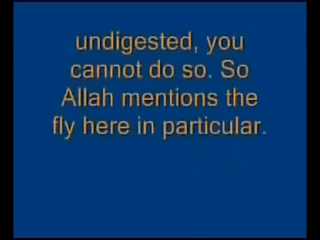 undigested, you
cannot do so. So
Allah mentions the
fly here in particular.